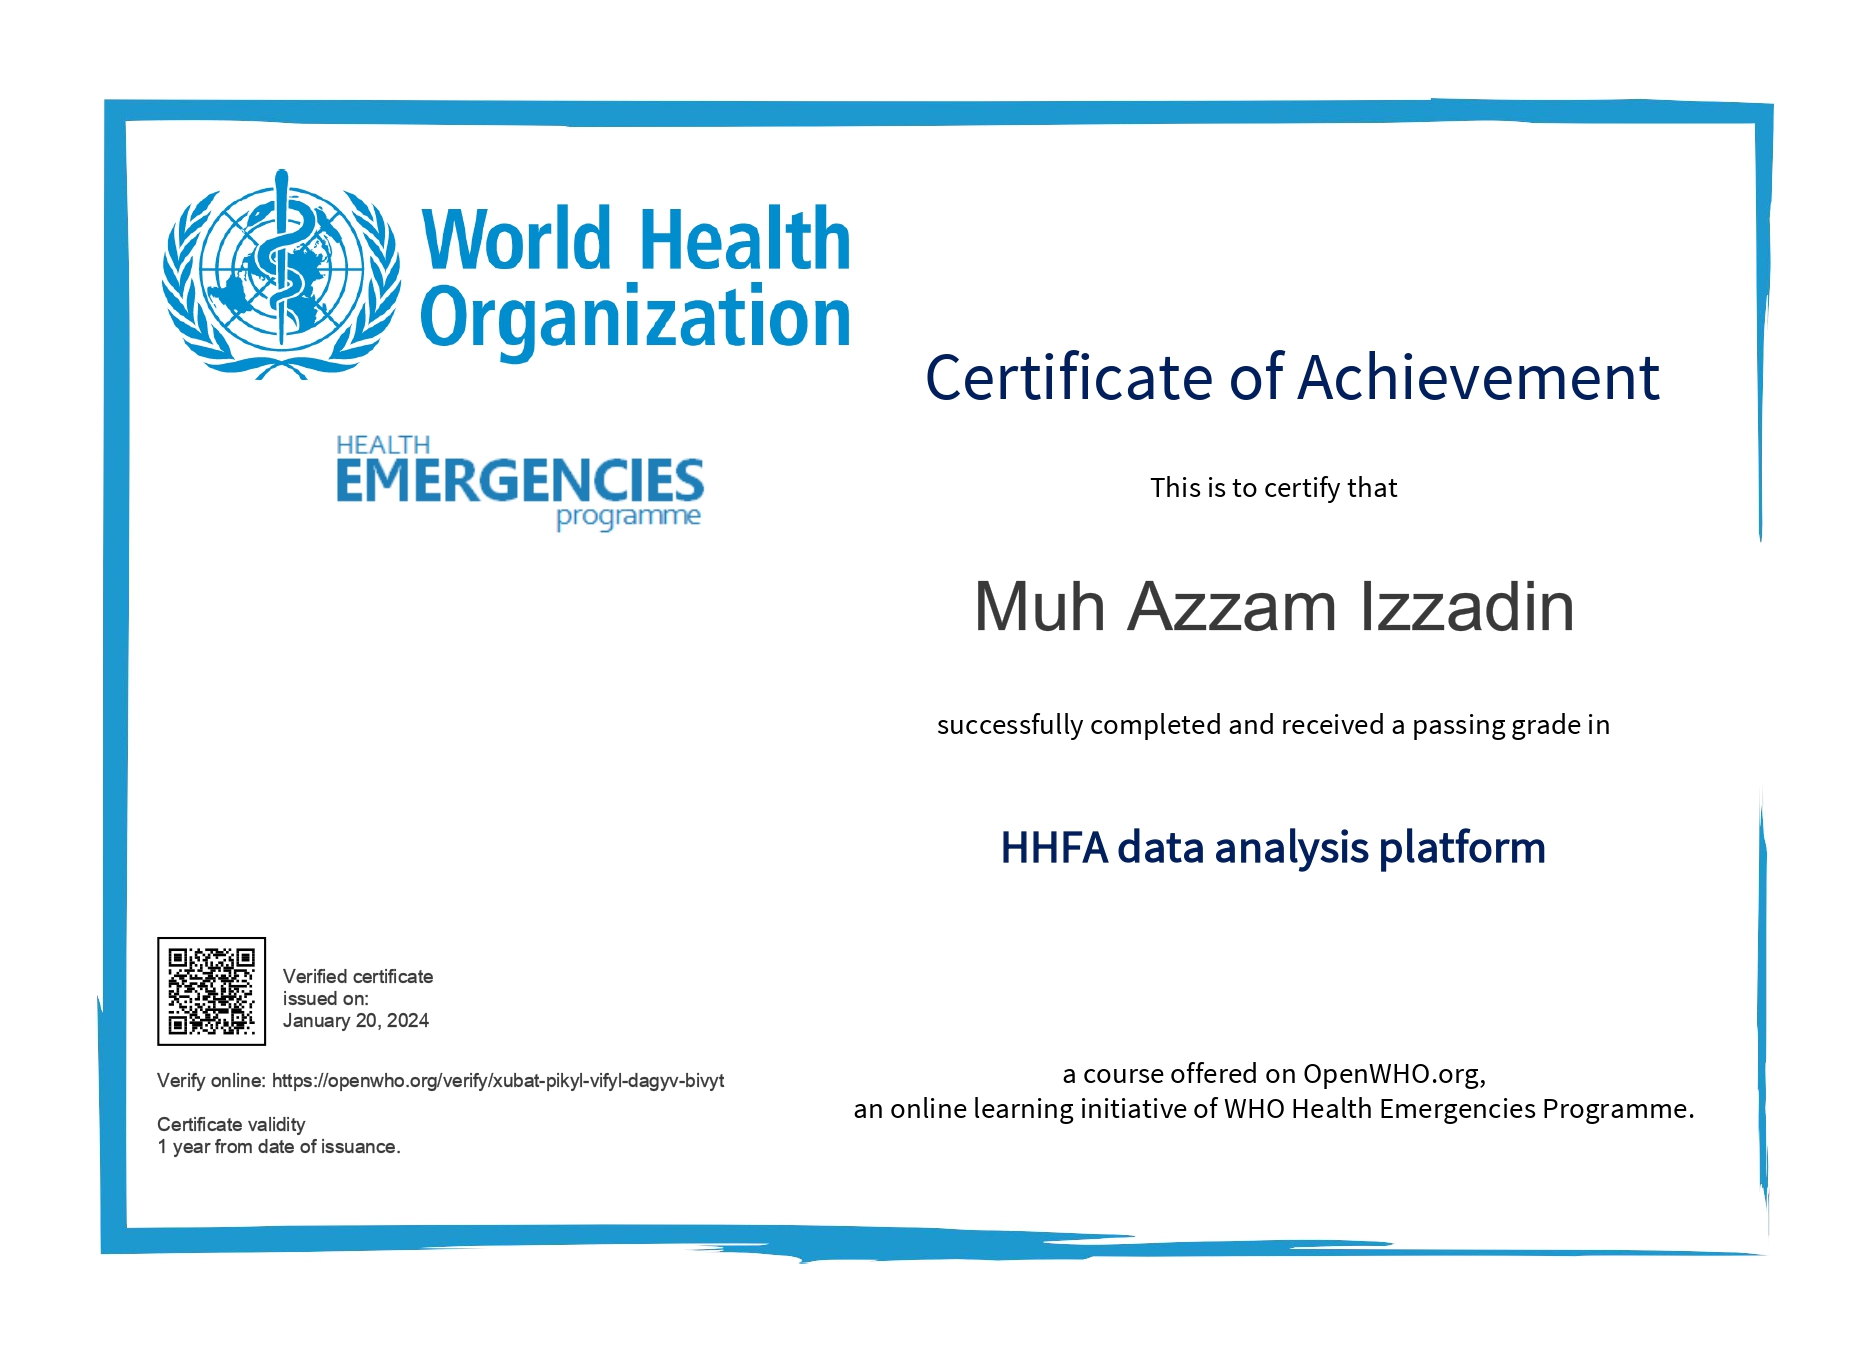 World Health
Organization
HEALTH
EMERGENCIES
programme
Certificate of Achievement
This is to certify that
Muh Azzam Izzadin
successfully completed and received a passing grade in
HHFA data analysis platform
Verified certificate
issued on:
January 20, 2024
Verify online: https://openwho.org/verify/xubat-pikyl-vifyl-dagyv-bivyt
Certificate validity
1 year from date of issuance.
a course offered on OpenWHO.org,
an online learning initiative of WHO Health Emergencies Programme.